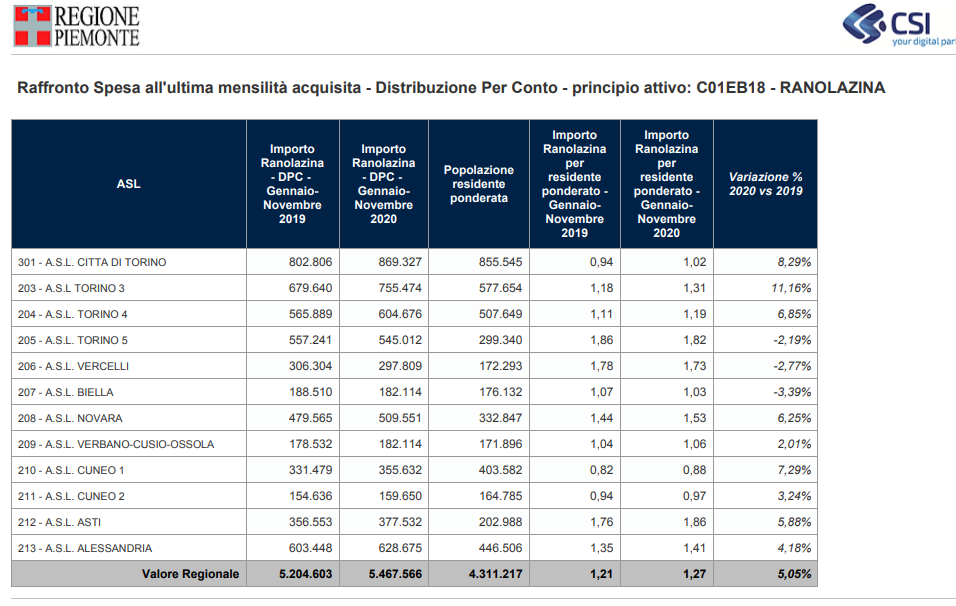 REGIONE
PIEMONTE
CSI
your digital par
Raffronto Spesa all'ultima mensilità acquisita - Distribuzione Per Conto - principio attivo: C01EB18 - RANOLAZINA
ASL
Importo
Ranolazina
- DPC -
Gennaio-
Novembre
2019
Importo
Ranolazina
- DPC -
Gennaio-
Novembre
2020
Popolazione
residente
ponderata
Importo
Ranolazina
per
residente
ponderato -
Gennaio-
Novembre
2019
Importo
Ranolazina
per
residente
ponderato -
Gennaio-
Novembre
2020
Variazione %
2020 vs 2019
301 - A.S.L. CITTA DI TORINO 802.806 869.327 855.545 0,94 1,02 8,29%
203 - A.S.L TORINO 3 679.640 755.474 577.654 1,18 1,31 11,16%
204 - A.S.L. TORINO 4 565.889 604.676 507.649 1,11 1,19 6,85%
205 - A.S.L. TORINO 5 557.241 545.012 299.340 1,86 1,82 -2,19%
206 - A.S.L. VERCELLI 306.304 297.809 172.293 1,78 1,73 -2,77%
207 - A.S.L. BIELLA 188.510 182.114 176.132 1,07 1,03 -3,39%
208 - A.S.L. NOVARA 479.565 509.551 332.847 1,44 1,53 6,25%
209 - A.S.L. VERBANO-CUSIO-OSSOLA 178.532 182.114 171.896 1,04 1,06 2,01%
210 - A.S.L. CUNEO 1 331.479 355.632 403.582 0,82 0,88 7,29%
211 - A.S.L. CUNEO 2 154.636 159.650 164.785 0,94 0,97 3,24%
212 - A.S.L. ASTI 356.553 377.532 202.988 1,76 1,86 5,88%
213 - A.S.L. ALESSANDRIA 603.448 628.675 446.506 1,35 1,41 4,18%
Valore Regionale 5.204.603 5.467.566 4.311.217 1,21 1,27 5,05%